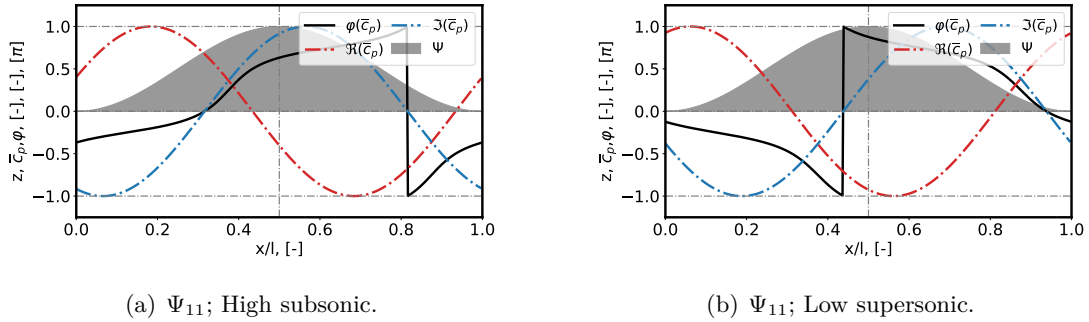 z, c̅ₚ,φ, [-], [-], [π]
1.0
0.5
0.0
−0.5
−1.0
φ(c̅ₚ)
ℜ(c̅ₚ)
ℑ(c̅ₚ)
Ψ
0.0 0.2 0.4 0.6 0.8 1.0
x/l, [-]
(a) Ψ₁₁; High subsonic.
z, c̅ₚ,φ, [-], [-], [π]
1.0
0.5
0.0
−0.5
−1.0
φ(c̅ₚ)
ℜ(c̅ₚ)
ℑ(c̅ₚ)
Ψ
0.0 0.2 0.4 0.6 0.8 1.0
x/l, [-]
(b) Ψ₁₁; Low supersonic.